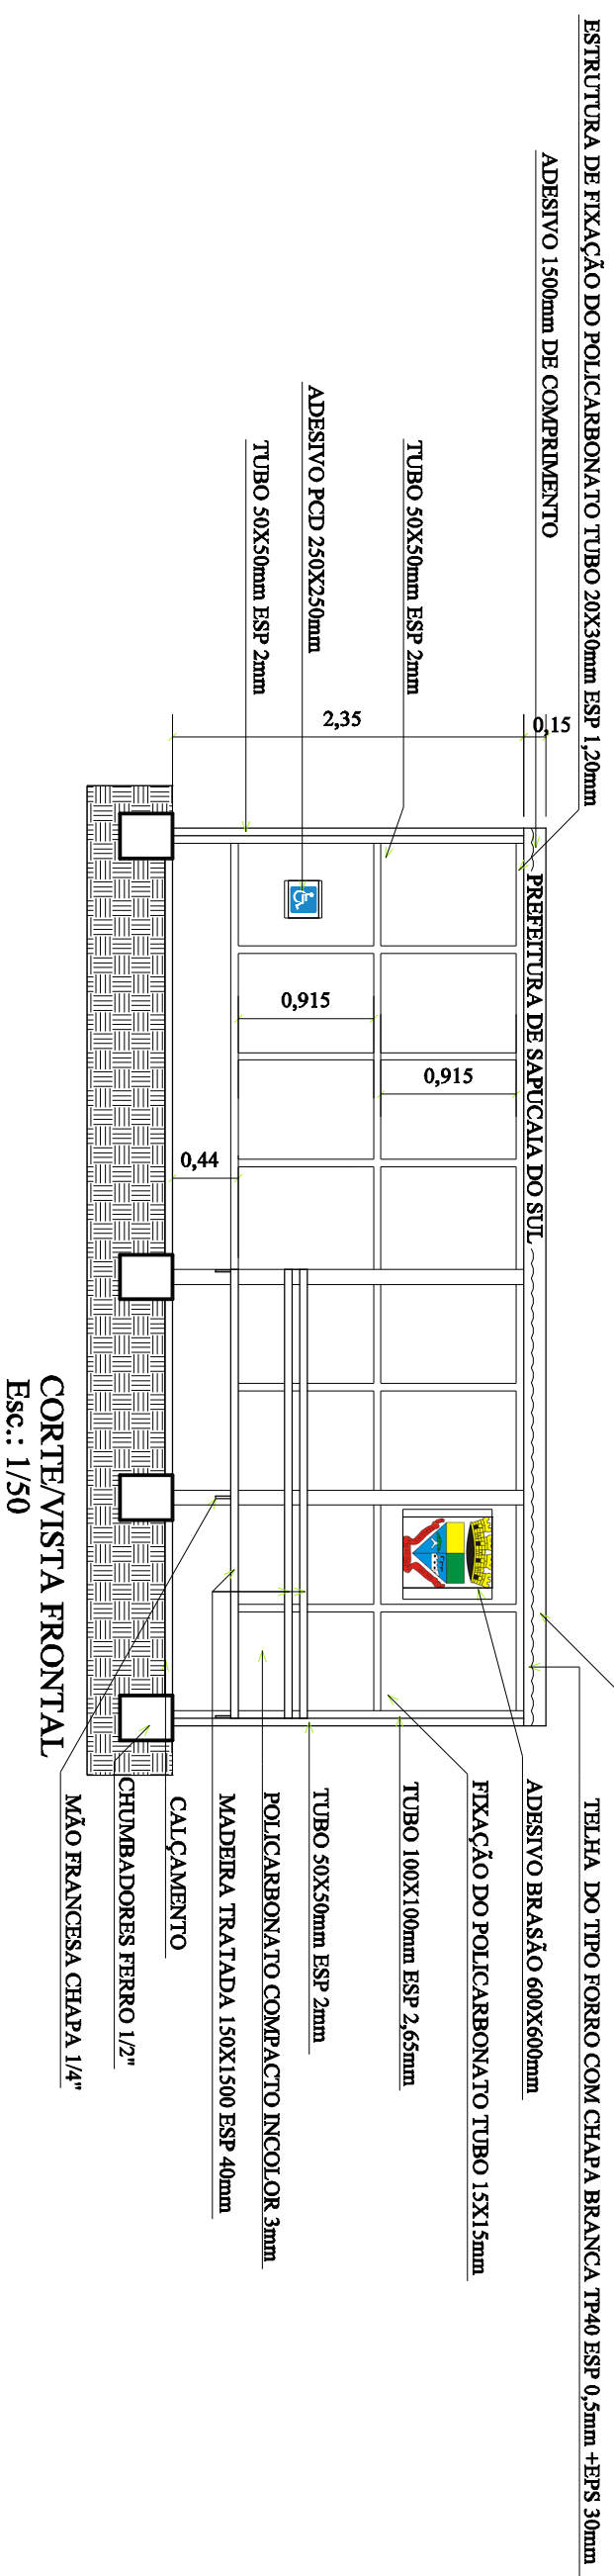 ESTRUTURA DE FIXAÇÃO DO POLICARBONATO TUBO 20X30mm ESP 1,20mm
ADESIVO 1500mm DE COMPRIMENTO
TUBO 50X50mm ESP 2mm
ADESIVO PCD 250X250mm
TUBO 50X50mm ESP 2mm
0,15
2,35
PREFEITURA DE SAPUCAIA DO SUL
0,915
0,915
0,44
TELHA DO TIPO FORRO COM CHAPA BRANCA TP40 ESP 0,5mm +EPS 30mm
ADESIVO BRASÃO 600X600mm
FIXAÇÃO DO POLICARBONATO TUBO 15X15mm
TUBO 100X100mm ESP 2,65mm
TUBO 50X50mm ESP 2mm
POLICARBONATO COMPACTO INCOLOR 3mm
MADEIRA TRATADA 150X1500 ESP 40mm
CALÇAMENTO
CHUMBADORES FERRO 1/2"
MÃO FRANCESA CHAPA 1/4"
CORTE/VISTA FRONTAL
Esc.: 1/50